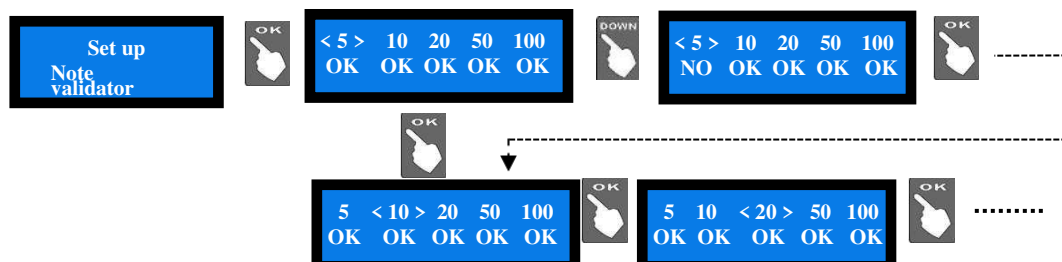 Set up
Note
validator
OK
< 5 > 10 20 50 100
OK OK OK OK OK
DOWN
< 5 > 10 20 50 100
NO OK OK OK OK
OK
OK
5 < 10 > 20 50 100
OK OK OK OK OK
OK
5 10 < 20 > 50 100
OK OK OK OK OK
OK